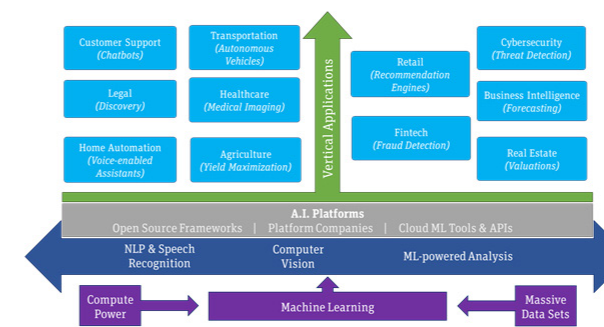 Customer Support
(Chatbots)
Transportation
(Autonomous
Vehicles)
Retail
(Recommendation
Engines)
Cybersecurity
(Threat Detection)
Legal
(Discovery)
Healthcare
(Medical Imaging)
Business Intelligence
(Forecasting)
Home Automation
(Voice-enabled
Assistants)
Agriculture
(Yield Maximization)
Fintech
(Fraud Detection)
Real Estate
(Valuations)
Vertical Applications
A.I. Platforms
Open Source Frameworks | Platform Companies | Cloud ML Tools & APIs
NLP & Speech
Recognition
Computer
Vision
ML-powered Analysis
Compute
Power
Machine Learning
Massive
Data Sets